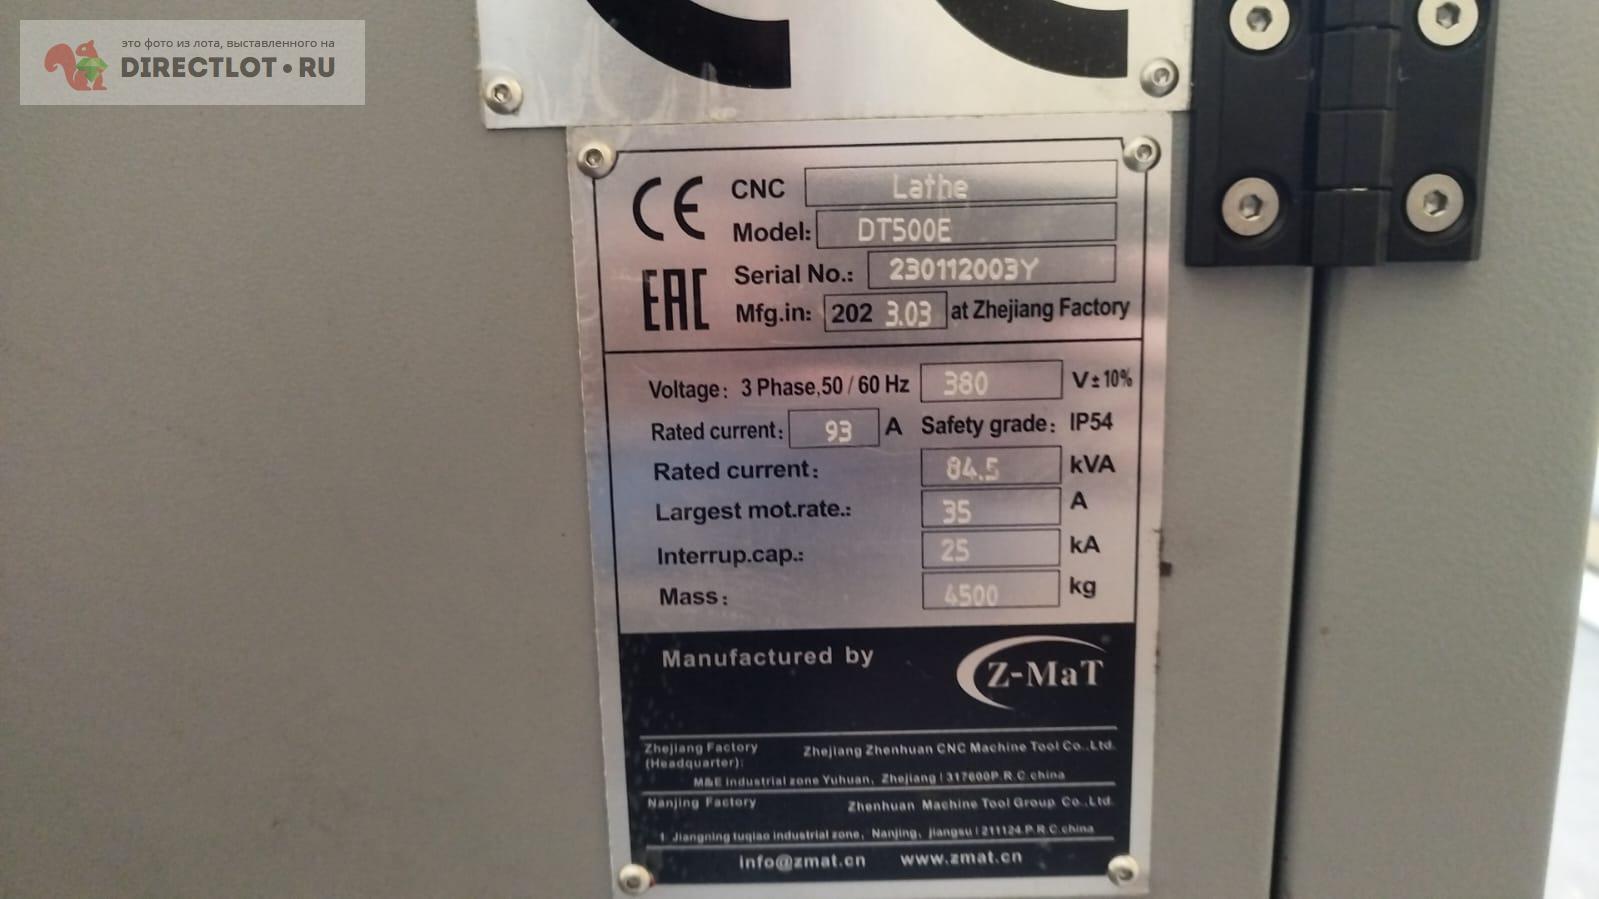 это фото из лота, выставленного на
DIRECTLOT•RU
CE CNC Lathe
Model: DT500E
EAC Serial No.: 230112003Y
Mfg.in: 2023.03 at Zhejiang Factory
Voltage: 3 Phase,50/60 Hz 380 V±10%
Rated current: 93 A Safety grade: IP54
Rated current: 84.5 kVA
Largest mot.rate.: 35 A
Interrup.cap.: 25 kA
Mass: 4500 kg
Manufactured by Z-MaT
Zhejiang Factory Zhejiang Zhenhuan CNC Machine Tool Co.,Ltd.
(Headquarter):
M&E industrial zone Yuhuan, Zhejiang | 317600P.R.C.china
Nanjing Factory Zhenhuan Machine Tool Group Co.,Ltd.
1. Jiangning tuqiao industrial zone, Nanjing, jiangsu | 211124.P.R.C.china
info@zmat.cn www.zmat.cn